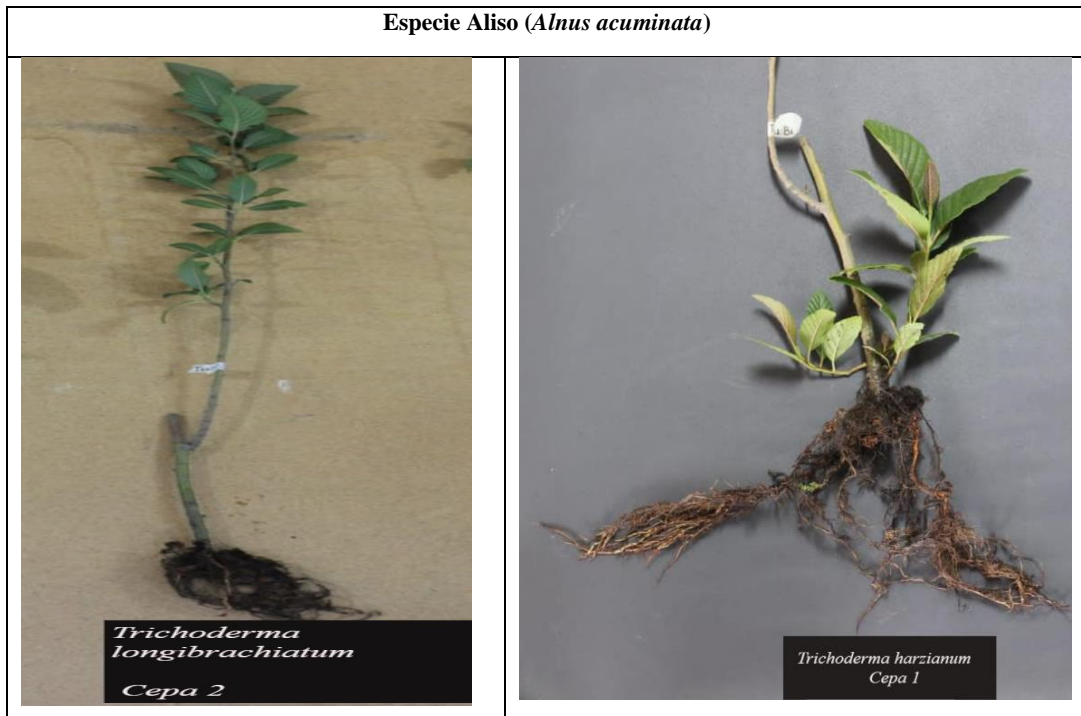 Especie Aliso (Alnus acuminata)
Trichoderma
longibrachiatum
Cepa 2
Trichoderma harzianum
Cepa 1